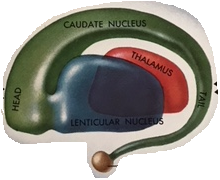 CAUDATE NUCLEUS
THALAMUS
HEAD
TAIL
LENTICULAR NUCLEUS